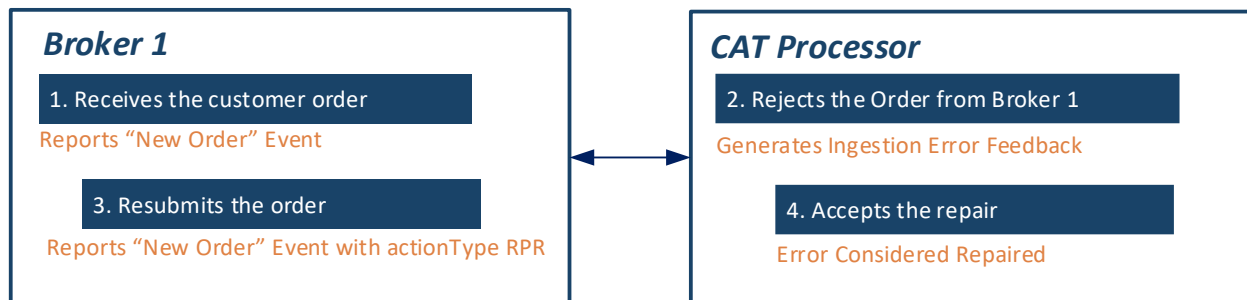 Broker 1
1. Receives the customer order
Reports “New Order” Event
3. Resubmits the order
Reports “New Order” Event with actionType RPR
CAT Processor
2. Rejects the Order from Broker 1
Generates Ingestion Error Feedback
4. Accepts the repair
Error Considered Repaired